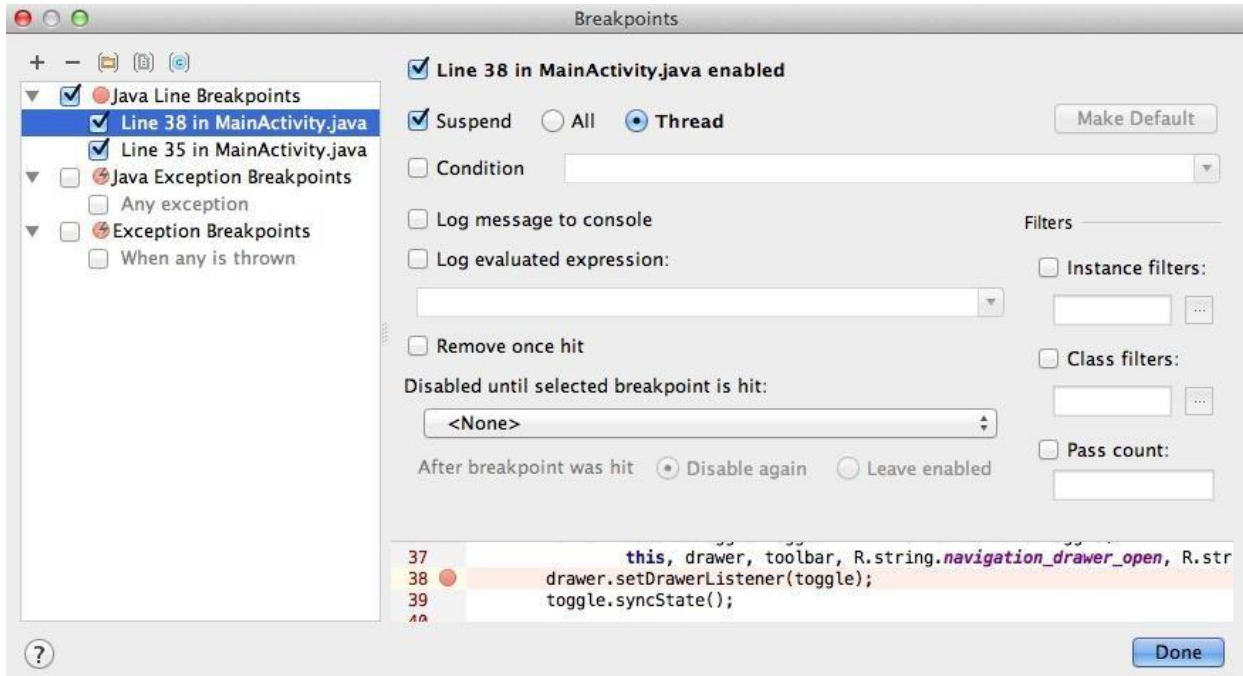 Breakpoints
Java Line Breakpoints
Line 38 in MainActivity.java
Line 35 in MainActivity.java
Java Exception Breakpoints
Any exception
Exception Breakpoints
When any is thrown
Line 38 in MainActivity.java enabled
Suspend All Thread Make Default
Condition
Log message to console
Log evaluated expression:
Remove once hit
Disabled until selected breakpoint is hit:
<None>
After breakpoint was hit Disable again Leave enabled
Filters
Instance filters:
...
Class filters:
...
Pass count:
37 this, drawer, toolbar, R.string.navigation_drawer_open, R.str
38 drawer.setDrawerListener(toggle);
39 toggle.syncState();
40
?
Done